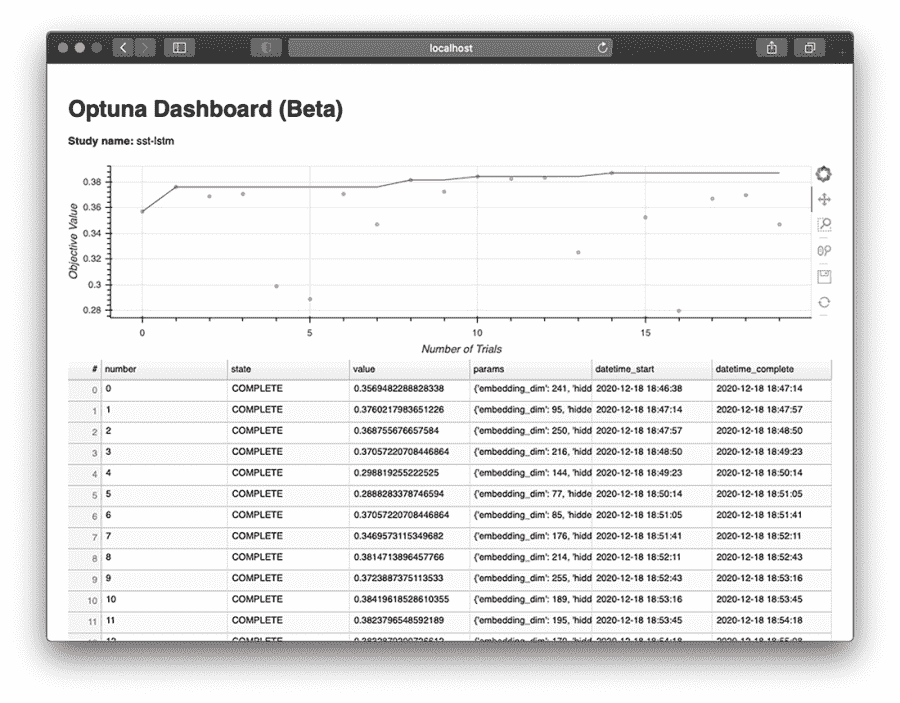 localhost
Optuna Dashboard (Beta)
Study name: sst-lstm
0.38
0.36
0.34
0.32
0.3
0.28
Objective Value
0 5 10 15
Number of Trials
# number state value params datetime_start datetime_complete
0 0 COMPLETE 0.3569482288828338 {'embedding_dim': 241, 'hidd 2020-12-18 18:46:38 2020-12-18 18:47:14
1 1 COMPLETE 0.3760217983651226 {'embedding_dim': 95, 'hidde 2020-12-18 18:47:14 2020-12-18 18:47:57
2 2 COMPLETE 0.368755676657584 {'embedding_dim': 250, 'hidd 2020-12-18 18:47:57 2020-12-18 18:48:50
3 3 COMPLETE 0.37057220708446864 {'embedding_dim': 216, 'hidd 2020-12-18 18:48:50 2020-12-18 18:49:23
4 4 COMPLETE 0.298819255222525 {'embedding_dim': 144, 'hidd 2020-12-18 18:49:23 2020-12-18 18:50:14
5 5 COMPLETE 0.2888283378746594 {'embedding_dim': 77, 'hidde 2020-12-18 18:50:14 2020-12-18 18:51:05
6 6 COMPLETE 0.37057220708446864 {'embedding_dim': 85, 'hidde 2020-12-18 18:51:05 2020-12-18 18:51:41
7 7 COMPLETE 0.3469573115349682 {'embedding_dim': 176, 'hidd 2020-12-18 18:51:41 2020-12-18 18:52:11
8 8 COMPLETE 0.3814713896457766 {'embedding_dim': 214, 'hidd 2020-12-18 18:52:11 2020-12-18 18:52:43
9 9 COMPLETE 0.3723887375113533 {'embedding_dim': 255, 'hidd 2020-12-18 18:52:43 2020-12-18 18:53:16
10 10 COMPLETE 0.38419618528610355 {'embedding_dim': 189, 'hidd 2020-12-18 18:53:16 2020-12-18 18:53:45
11 11 COMPLETE 0.3823796548592189 {'embedding_dim': 195, 'hidd 2020-12-18 18:53:45 2020-12-18 18:54:18